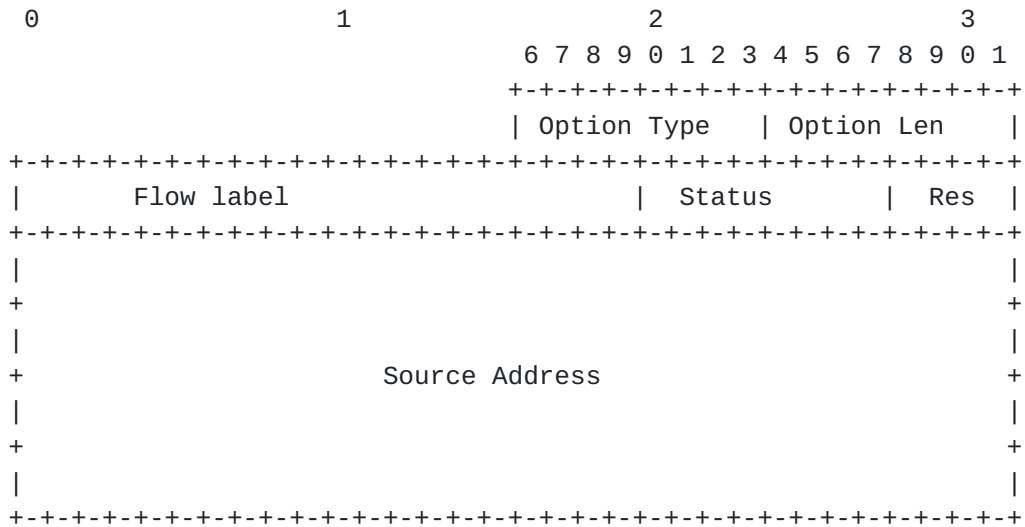 0                   1                   2                   3
                                 6 7 8 9 0 1 2 3 4 5 6 7 8 9 0 1
                                +-+-+-+-+-+-+-+-+-+-+-+-+-+-+-+-+
                                | Option Type   | Option Len    |
+-+-+-+-+-+-+-+-+-+-+-+-+-+-+-+-+-+-+-+-+-+-+-+-+-+-+-+-+-+-+-+-+
|       Flow label                      |  Status       |  Res  |
+-+-+-+-+-+-+-+-+-+-+-+-+-+-+-+-+-+-+-+-+-+-+-+-+-+-+-+-+-+-+-+-+
|                                                               |
+                                                               +
|                                                               |
+                       Source Address                          +
|                                                               |
+                                                               +
|                                                               |
+-+-+-+-+-+-+-+-+-+-+-+-+-+-+-+-+-+-+-+-+-+-+-+-+-+-+-+-+-+-+-+-+